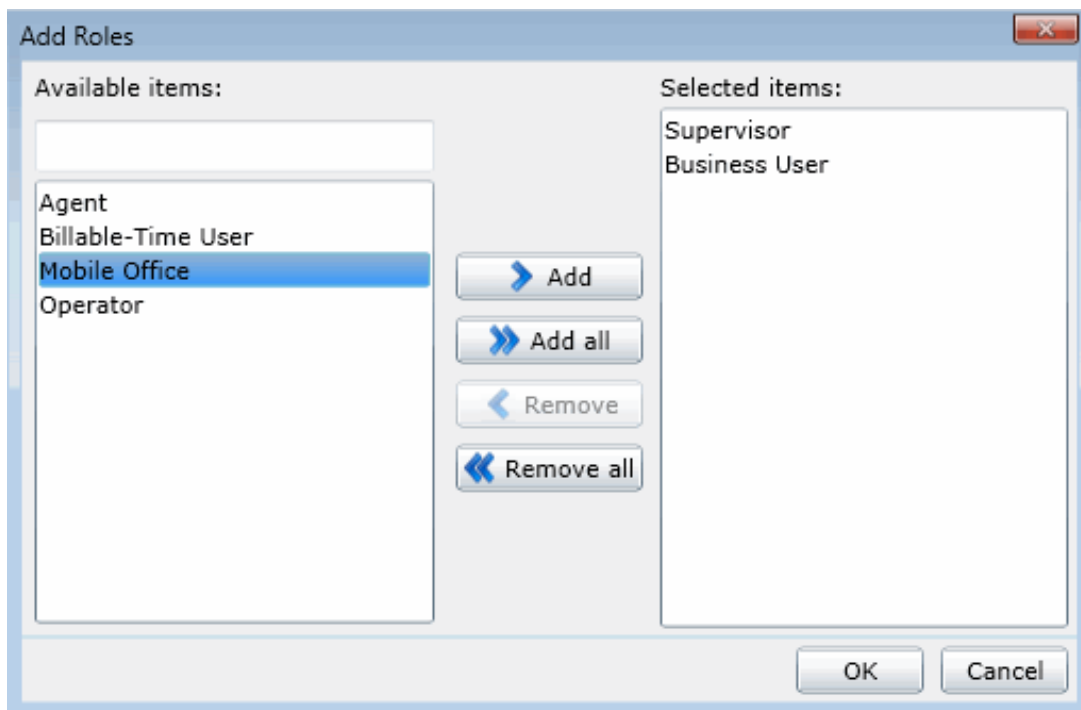 Add Roles
Available items:
Agent
Billable-Time User
Mobile Office
Operator
Add
Add all
Remove
Remove all
Selected items:
Supervisor
Business User
OK
Cancel